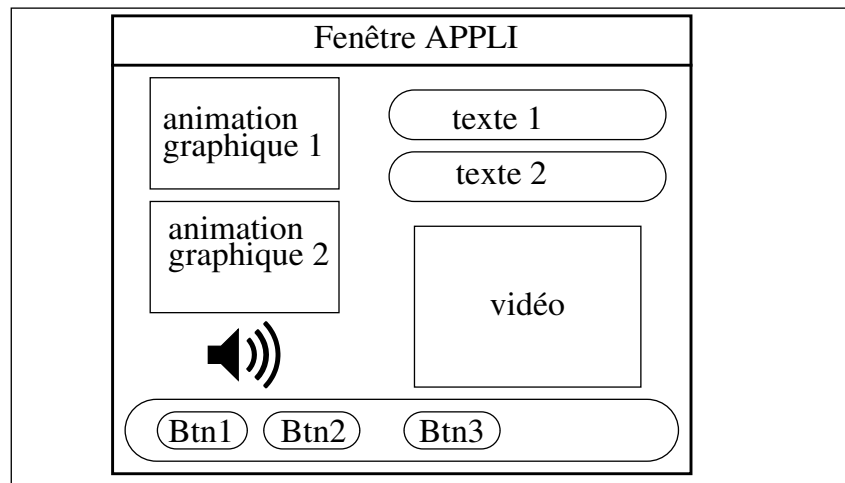 Fenêtre APPLI
animation
graphique 1
texte 1
texte 2
animation
graphique 2
vidéo
Btn1 Btn2 Btn3